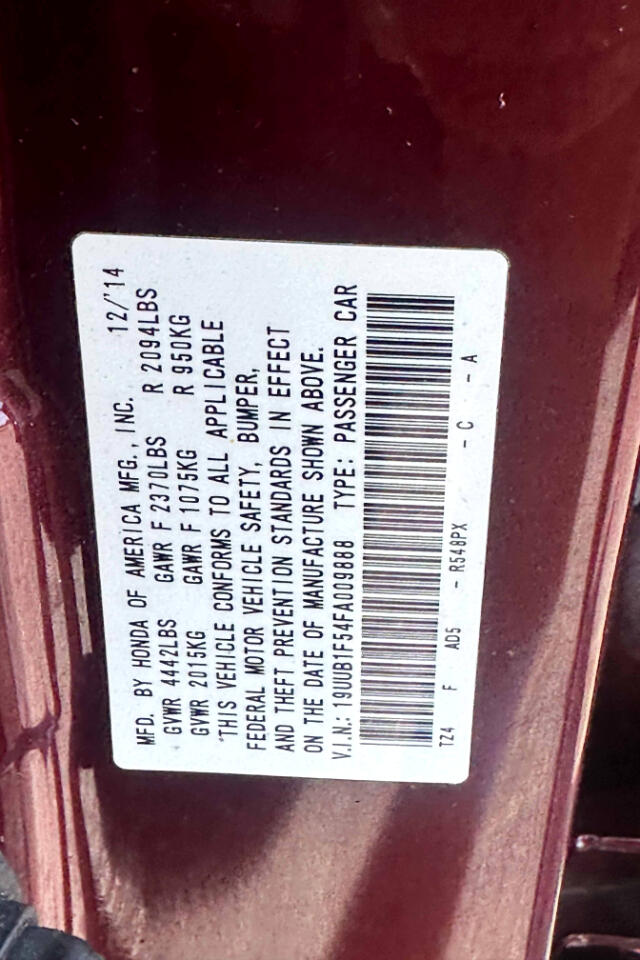 MFD. BY HONDA OF AMERICA MFG., INC. 12/'14
GVWR 4442LBS GAWR F 2370LBS R 2094LBS
GVWR 2015KG GAWR F 1075KG R 950KG
"THIS VEHICLE CONFORMS TO ALL APPLICABLE
FEDERAL MOTOR VEHICLE SAFETY, BUMPER,
AND THEFT PREVENTION STANDARDS IN EFFECT
ON THE DATE OF MANUFACTURE SHOWN ABOVE.
V.I.N.: 19UUB1F54FA009888 TYPE: PASSENGER CAR
TZ4 F AD5 - R548PX - C - A